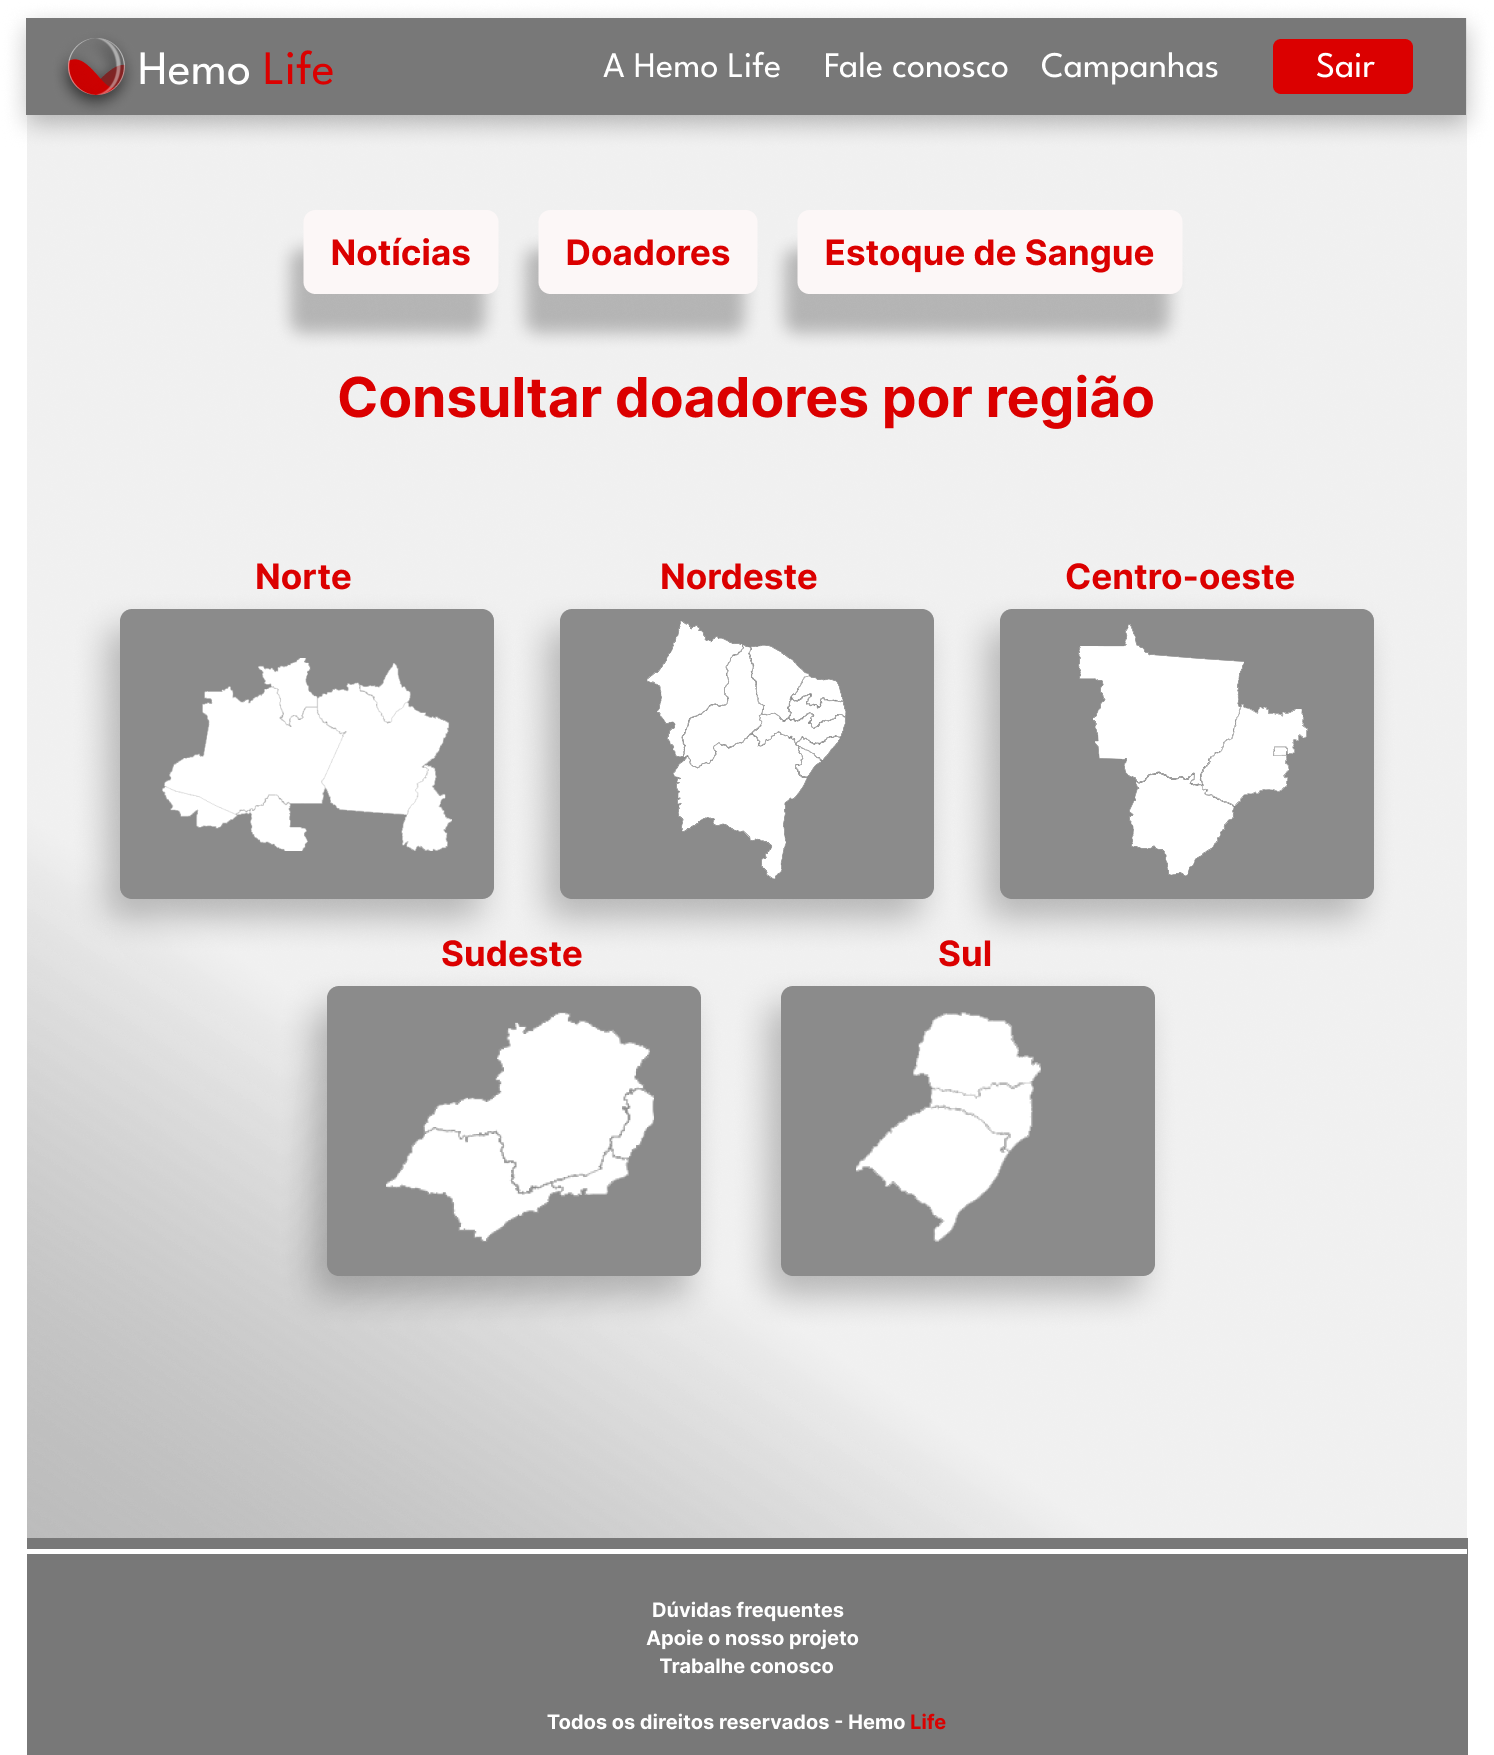 Hemo Life
A Hemo Life
Fale conosco
Campanhas
Sair
Notícias
Doadores
Estoque de Sangue
Consultar doadores por região
Norte
Nordeste
Centro-oeste
Sudeste
Sul
Dúvidas frequentes
Apoie o nosso projeto
Trabalhe conosco
Todos os direitos reservados - Hemo Life